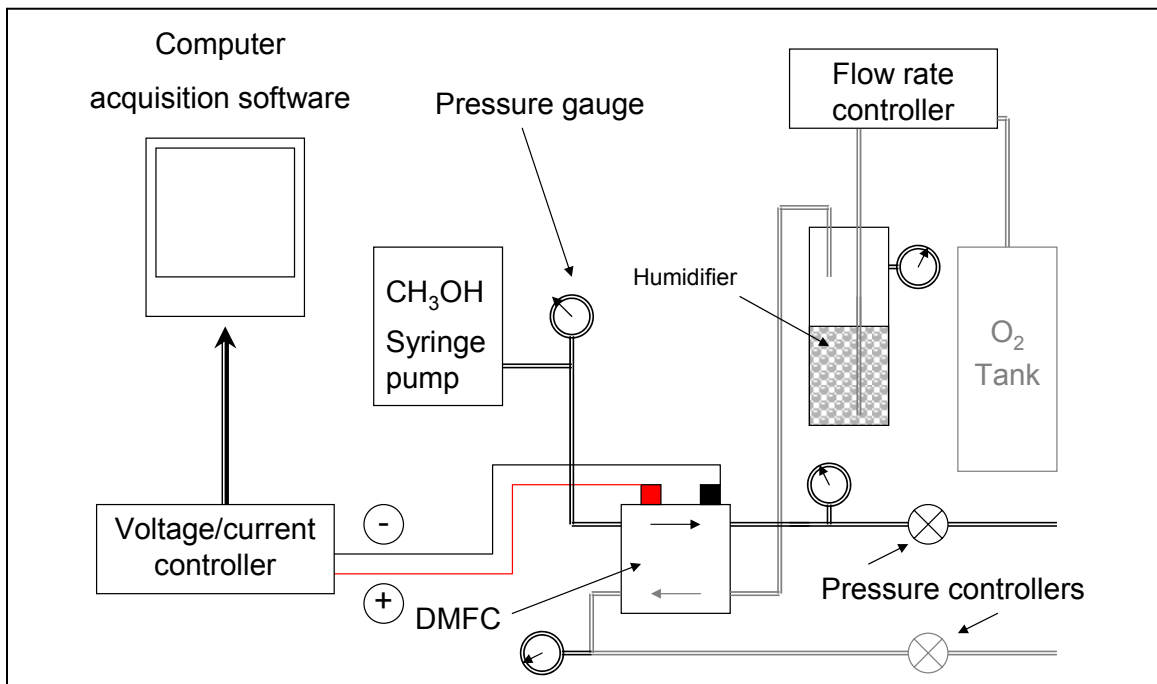 Computer
acquisition software
Pressure gauge
Flow rate
controller
CH₃OH
Syringe
pump
Humidifier
O₂
Tank
Voltage/current
controller
-
+
DMFC
Pressure controllers